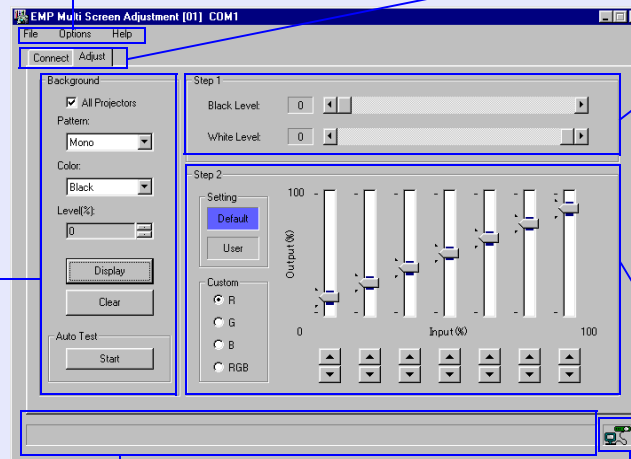 EMP Multi Screen Adjustment [01] COM1
File Options Help
Connect Adjust
Background
All Projectors
Pattern:
Mono
Color:
Black
Level(%):
0
Display
Clear
Auto Test
Start
Step 1
Black Level: 0
White Level: 0
Step 2
Setting
Default
User
Custom
R
G
B
RGB
100
Output(%)
0 Input(%) 100